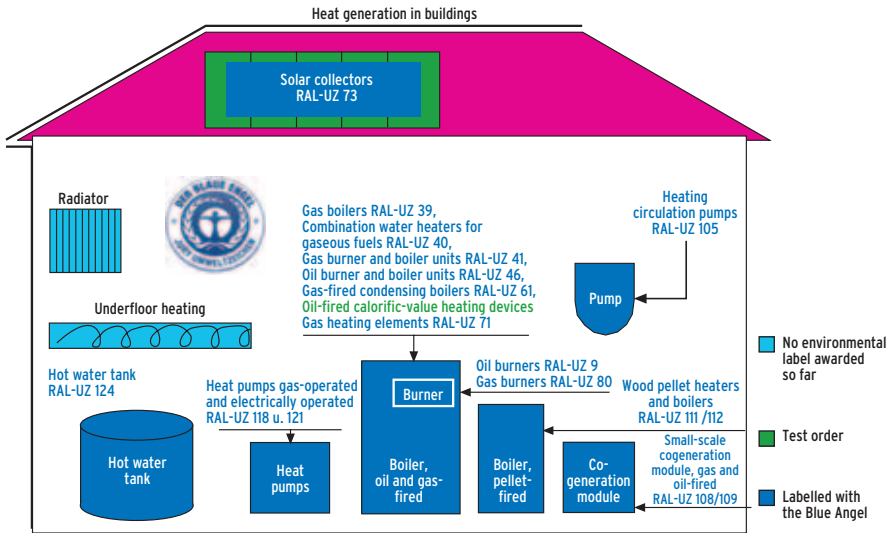 Heat generation in buildings
Solar collectors
RAL-UZ 73
Radiator
DER BLAUE ENGEL
JURY UMWELTZEICHEN
Gas boilers RAL-UZ 39,
Combination water heaters for
gaseous fuels RAL-UZ 40,
Gas burner and boiler units RAL-UZ 41,
Oil burner and boiler units RAL-UZ 46,
Gas-fired condensing boilers RAL-UZ 61,
Oil-fired calorific-value heating devices
Gas heating elements RAL-UZ 71
Heating
circulation pumps
RAL-UZ 105
Pump
Underfloor heating
Hot water tank
RAL-UZ 124
Hot water
tank
Heat pumps gas-operated
and electrically operated
RAL-UZ 118 u. 121
Heat
pumps
Burner
Boiler,
oil and gas-
fired
Oil burners RAL-UZ 9
Gas burners RAL-UZ 80
Boiler,
pellet-
fired
Wood pellet heaters
and boilers
RAL-UZ 111 /112
Small-scale
cogeneration
module, gas and
oil-fired
RAL-UZ 108/109
Co-
generation
module
No environmental
label awarded
so far
Test order
Labelled with
the Blue Angel